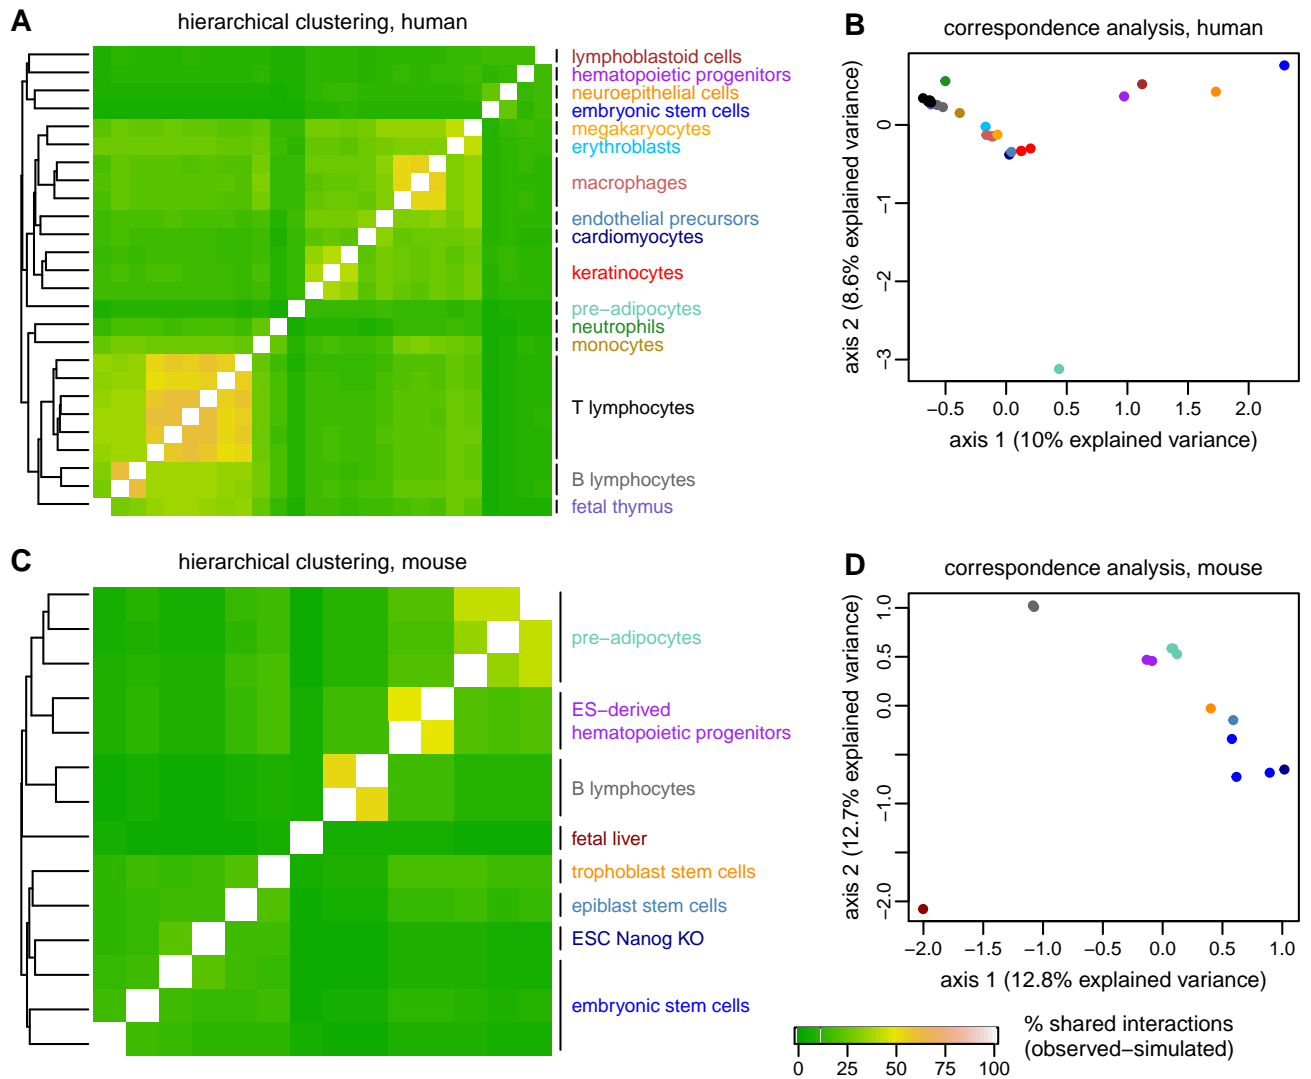 A
hierarchical clustering, human
lymphoblastoid cells
hematopoietic progenitors
neuroepithelial cells
embryonic stem cells
megakaryocytes
erythroblasts
macrophages
endothelial precursors
cardiomyocytes
keratinocytes
pre−adipocytes
neutrophils
monocytes
T lymphocytes
B lymphocytes
fetal thymus
B
correspondence analysis, human
axis 2 (8.6% explained variance)
0
−1
−2
−3
−0.5 0.0 0.5 1.0 1.5 2.0
axis 1 (10% explained variance)
C
hierarchical clustering, mouse
pre−adipocytes
ES−derived
hematopoietic progenitors
B lymphocytes
fetal liver
trophoblast stem cells
epiblast stem cells
ESC Nanog KO
embryonic stem cells
D
correspondence analysis, mouse
axis 2 (12.7% explained variance)
1.0
0.5
0.0
−1.0
−2.0
−2.0 −1.5 −1.0 −0.5 0.0 0.5 1.0
axis 1 (12.8% explained variance)
0 25 50 75 100
% shared interactions
(observed−simulated)